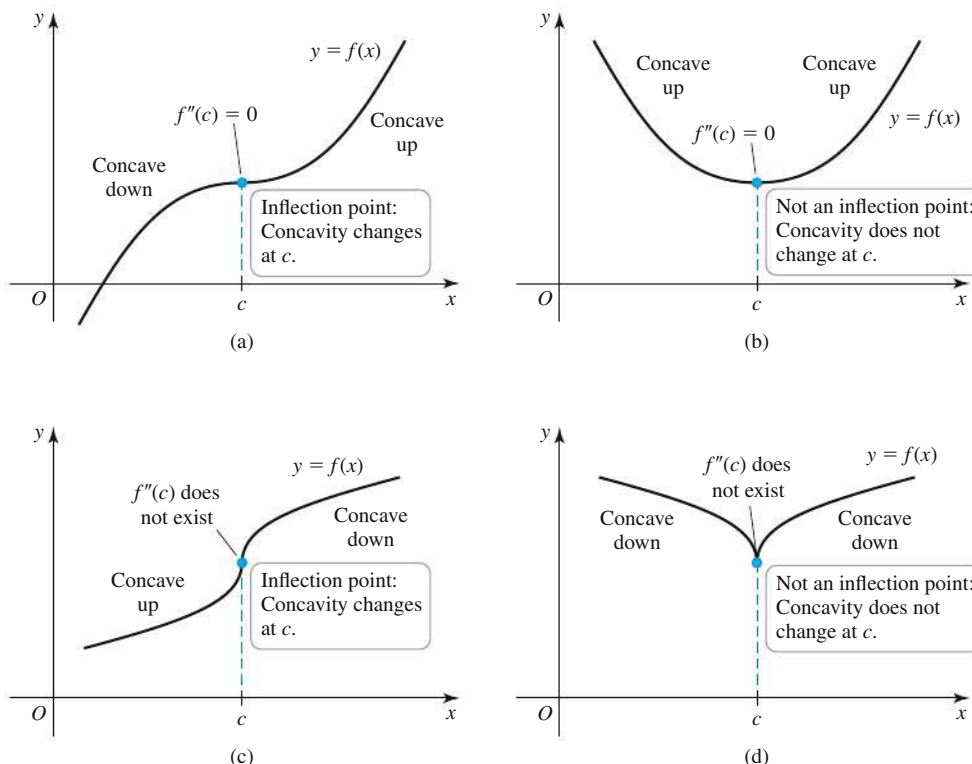 y
y = f(x)
f″(c) = 0
Concave
up
Concave
down
Inflection point:
Concavity changes
at c.
O
c
x
(a)
y
Concave
up
Concave
up
y = f(x)
f″(c) = 0
Not an inflection point:
Concavity does not
change at c.
O
c
x
(b)
y
y = f(x)
f″(c) does
not exist
Concave
down
Concave
up
Inflection point:
Concavity changes
at c.
O
c
x
(c)
y
f″(c) does
not exist
y = f(x)
Concave
down
Concave
down
Not an inflection point:
Concavity does not
change at c.
O
c
x
(d)